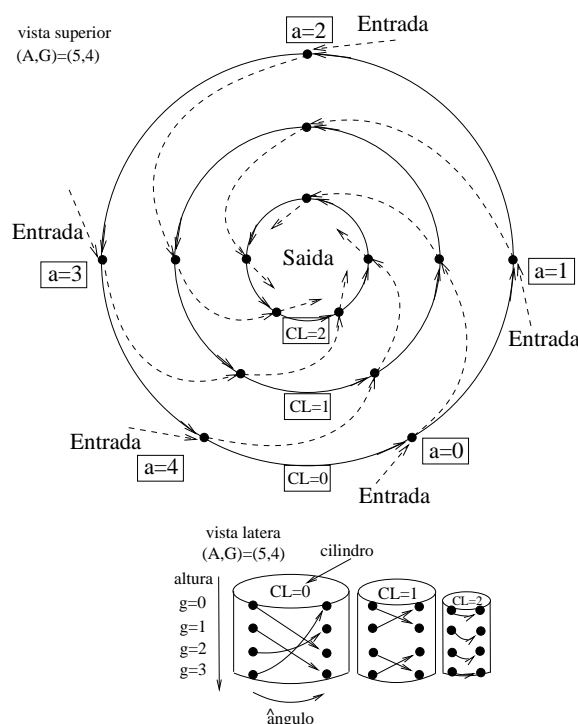 vista superior
(A,G)=(5,4)
a=2
Entrada
Entrada
a=3
Saida
a=1
Entrada
CL=2
CL=1
Entrada
a=4
CL=0
a=0
Entrada
vista latera
(A,G)=(5,4)
cilindro
altura
g=0
g=1
g=2
g=3
CL=0
CL=1
CL=2
ângulo